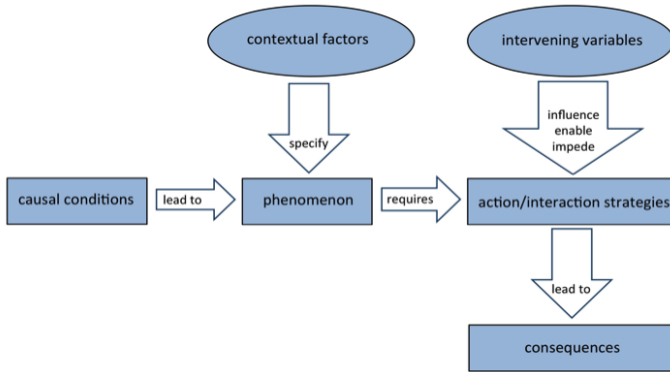 contextual factors
intervening variables
specify
influence
enable
impede
causal conditions
lead to
phenomenon
requires
action/interaction strategies
lead to
consequences